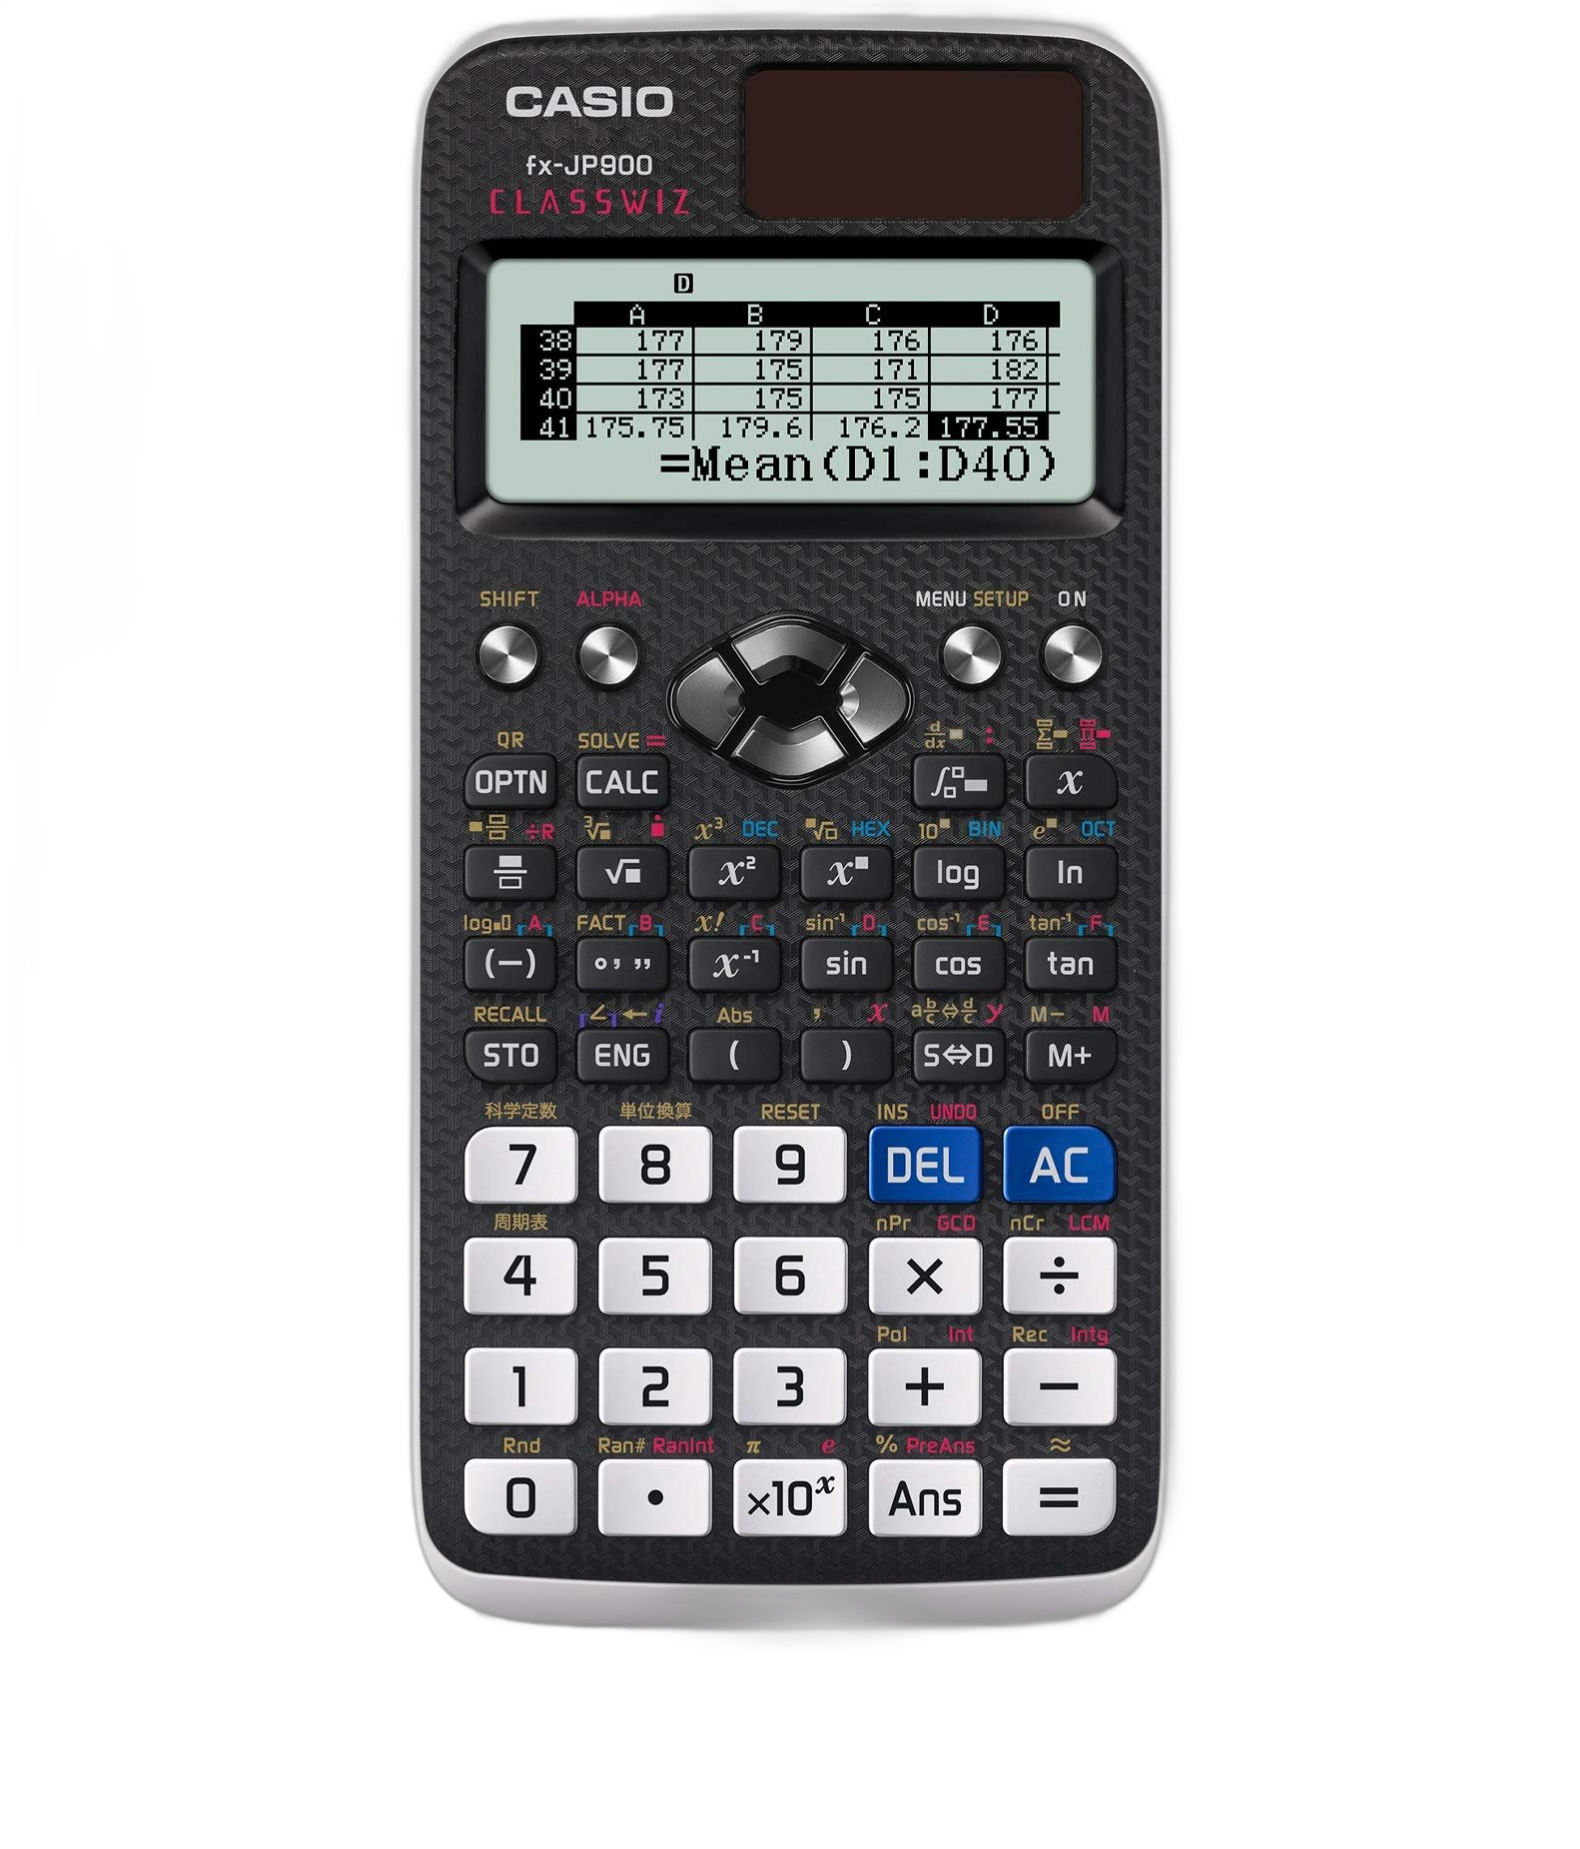 CASIO
fx-JP900
CLASSWIZ
D
A B C D
38 177 179 176 176
39 177 175 171 182
40 173 175 175 177
41 175.75 179.6 176.2 177.55
=Mean(D1:D40)
SHIFT ALPHA MENU SETUP ON
QR SOLVE = d/dx■ : Σ■ Π■
OPTN CALC ∫■ x
■□/□ ÷R ³√■ x³ DEC ■√□ HEX 10■ BIN e■ OCT
√■ x² x■ log ln
log■□ A FACT B x! C sin⁻¹ D cos⁻¹ E tan⁻¹ F
(−) ° ’ ” x⁻¹ sin cos tan
RECALL ∠ ← i Abs , x a b/c⇔d/c y M− M
STO ENG ( ) S⇔D M+
科学定数 単位換算 RESET INS UNDO OFF
7 8 9 DEL AC
周期表 nPr GCD nCr LCM
4 5 6 × ÷
Pol Int Rec Intg
1 2 3 + −
Rnd Ran# RanInt π e % PreAns ≈
0 • ×10ˣ Ans =